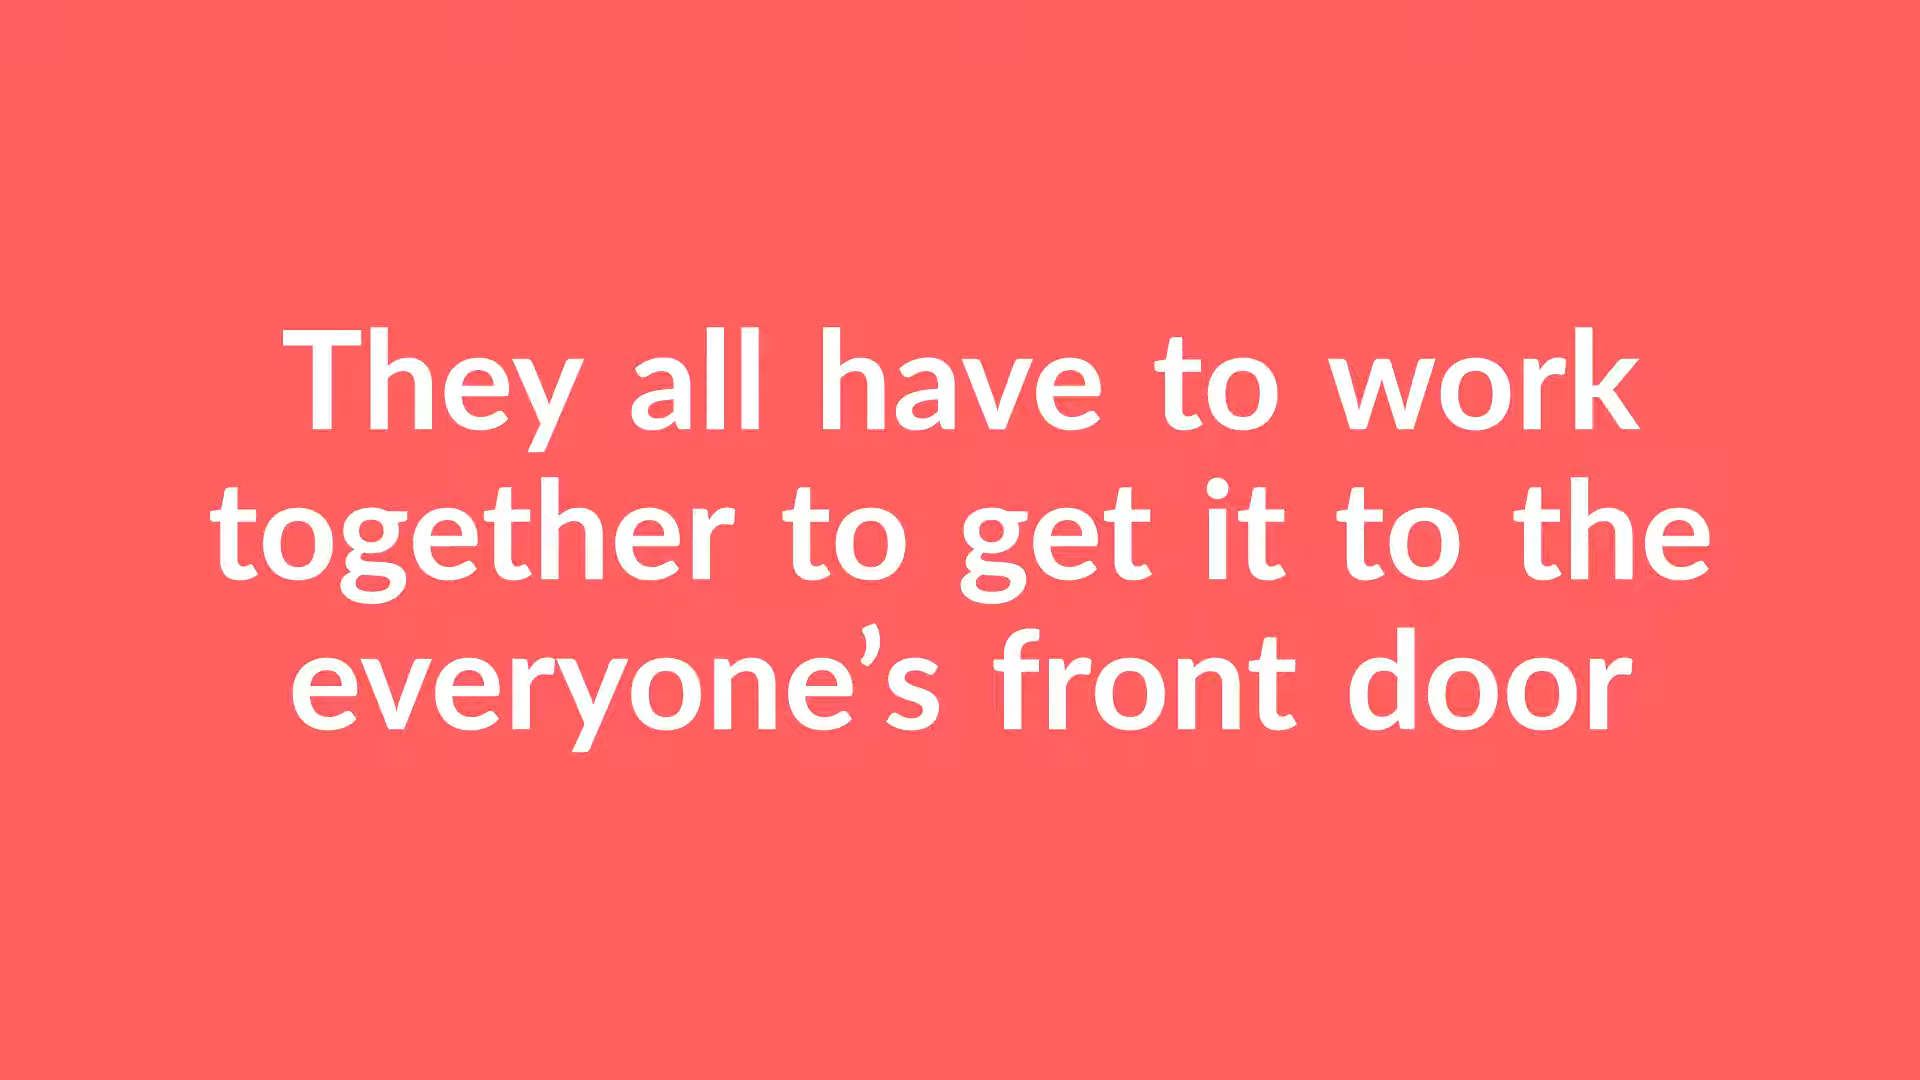 They all have to work
together to get it to the
everyone’s front door